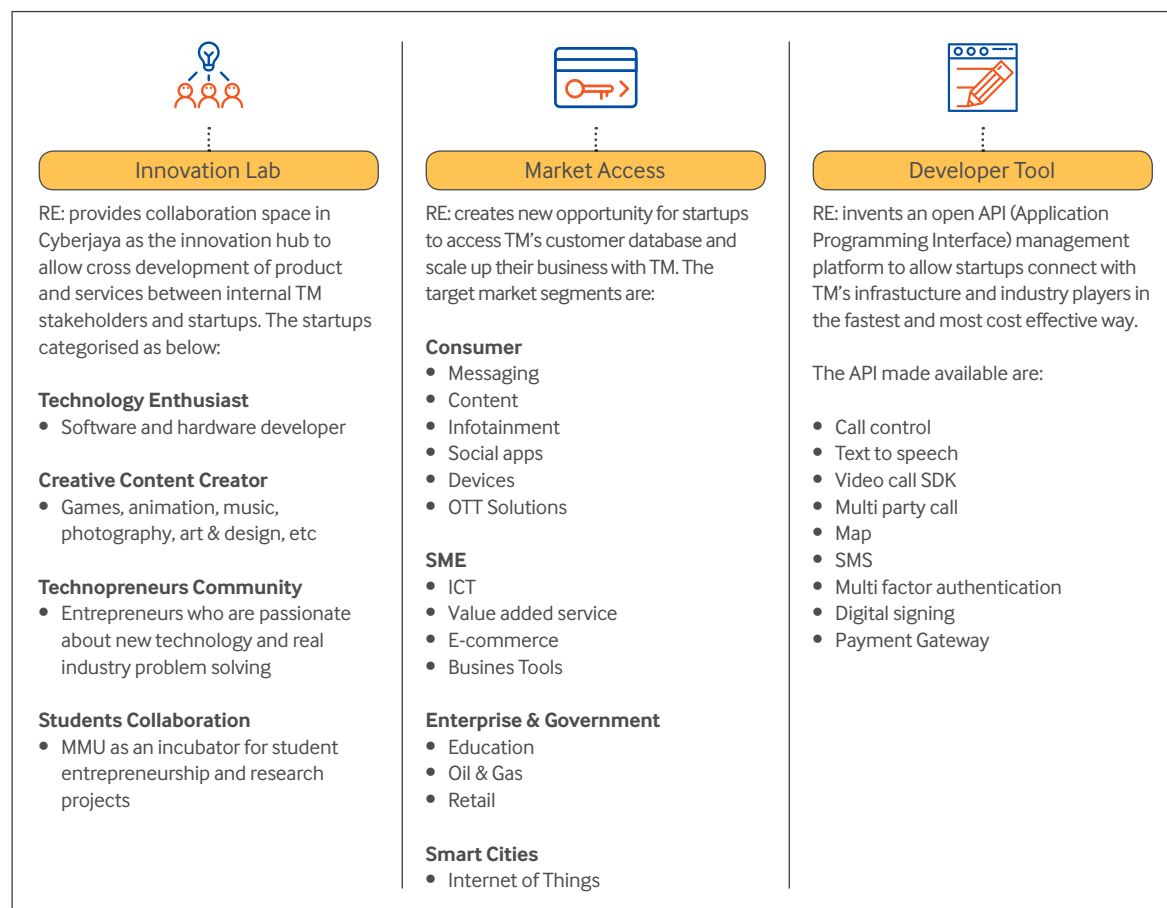 Innovation Lab
RE: provides collaboration space in
Cyberjaya as the innovation hub to
allow cross development of product
and services between internal TM
stakeholders and startups. The startups
categorised as below:
Technology Enthusiast
• Software and hardware developer
Creative Content Creator
• Games, animation, music,
photography, art & design, etc
Technopreneurs Community
• Entrepreneurs who are passionate
about new technology and real
industry problem solving
Students Collaboration
• MMU as an incubator for student
entrepreneurship and research
projects
Market Access
RE: creates new opportunity for startups
to access TM's customer database and
scale up their business with TM. The
target market segments are:
Consumer
• Messaging
• Content
• Infotainment
• Social apps
• Devices
• OTT Solutions
SME
• ICT
• Value added service
• E-commerce
• Busines Tools
Enterprise & Government
• Education
• Oil & Gas
• Retail
Smart Cities
• Internet of Things
Developer Tool
RE: invents an open API (Application
Programming Interface) management
platform to allow startups connect with
TM's infrastucture and industry players in
the fastest and most cost effective way.
The API made available are:
• Call control
• Text to speech
• Video call SDK
• Multi party call
• Map
• SMS
• Multi factor authentication
• Digital signing
• Payment Gateway